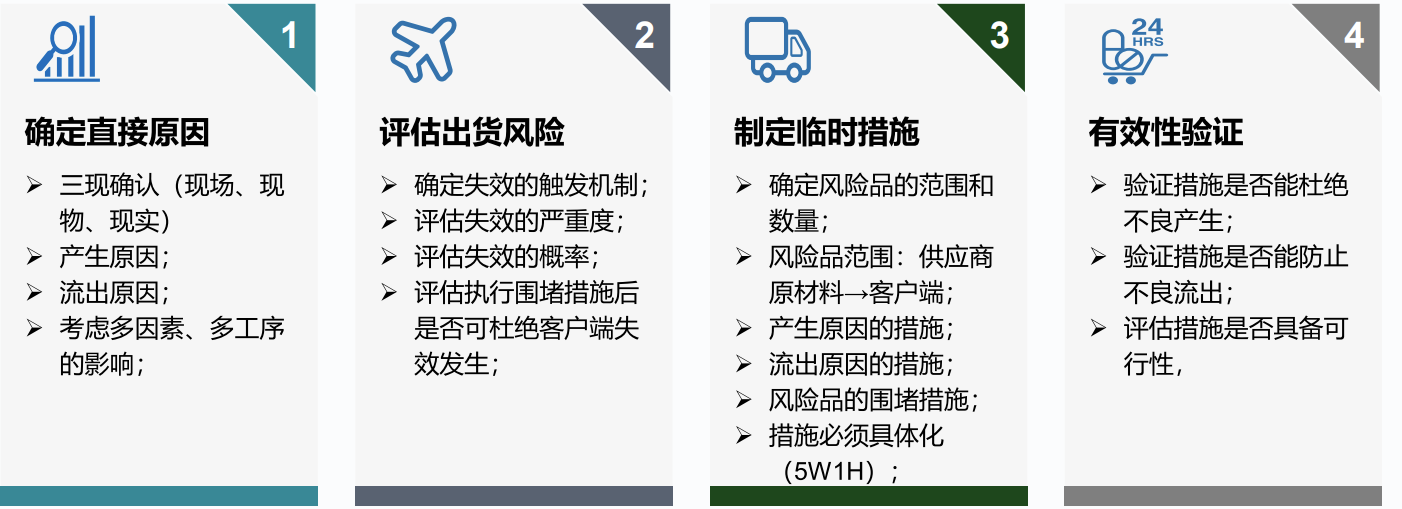 1
确定直接原因
三现确认（现场、现
物、现实）
产生原因；
流出原因；
考虑多因素、多工序
的影响；
2
评估出货风险
确定失效的触发机制；
评估失效的严重度；
评估失效的概率；
评估执行围堵措施后
是否可杜绝客户端失
效发生；
3
制定临时措施
确定风险品的范围和
数量；
风险品范围：供应商
原材料→客户端；
产生原因的措施；
流出原因的措施；
风险品的围堵措施；
措施必须具体化
（5W1H）；
24
HRS
4
有效性验证
验证措施是否能杜绝
不良产生；
验证措施是否能防止
不良流出；
评估措施是否具备可
行性，